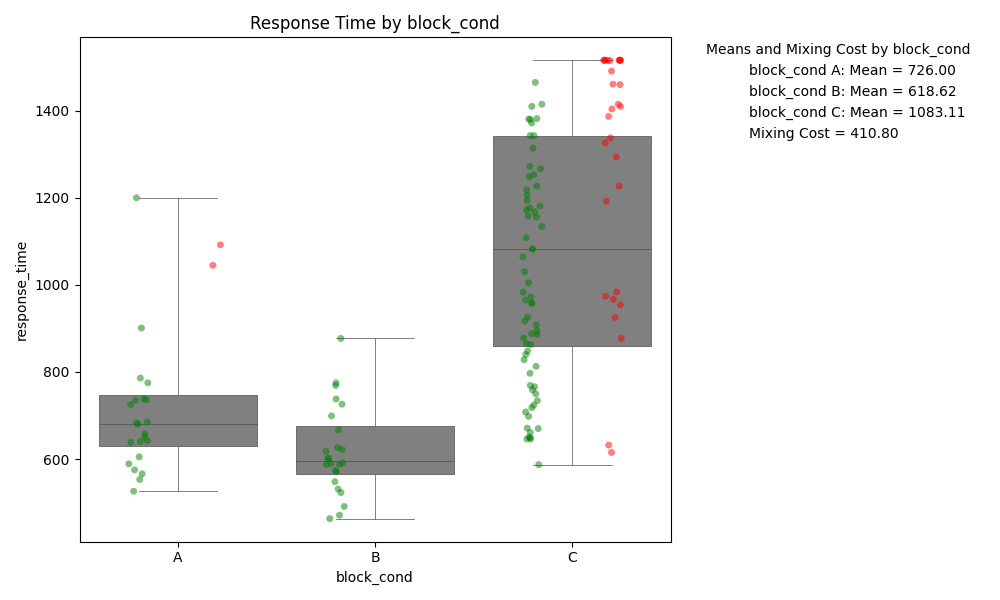 Response Time by block_cond
Means and Mixing Cost by block_cond
block_cond A: Mean = 726.00
block_cond B: Mean = 618.62
block_cond C: Mean = 1083.11
Mixing Cost = 410.80
response_time
1400
1200
1000
800
600
A
B
C
block_cond